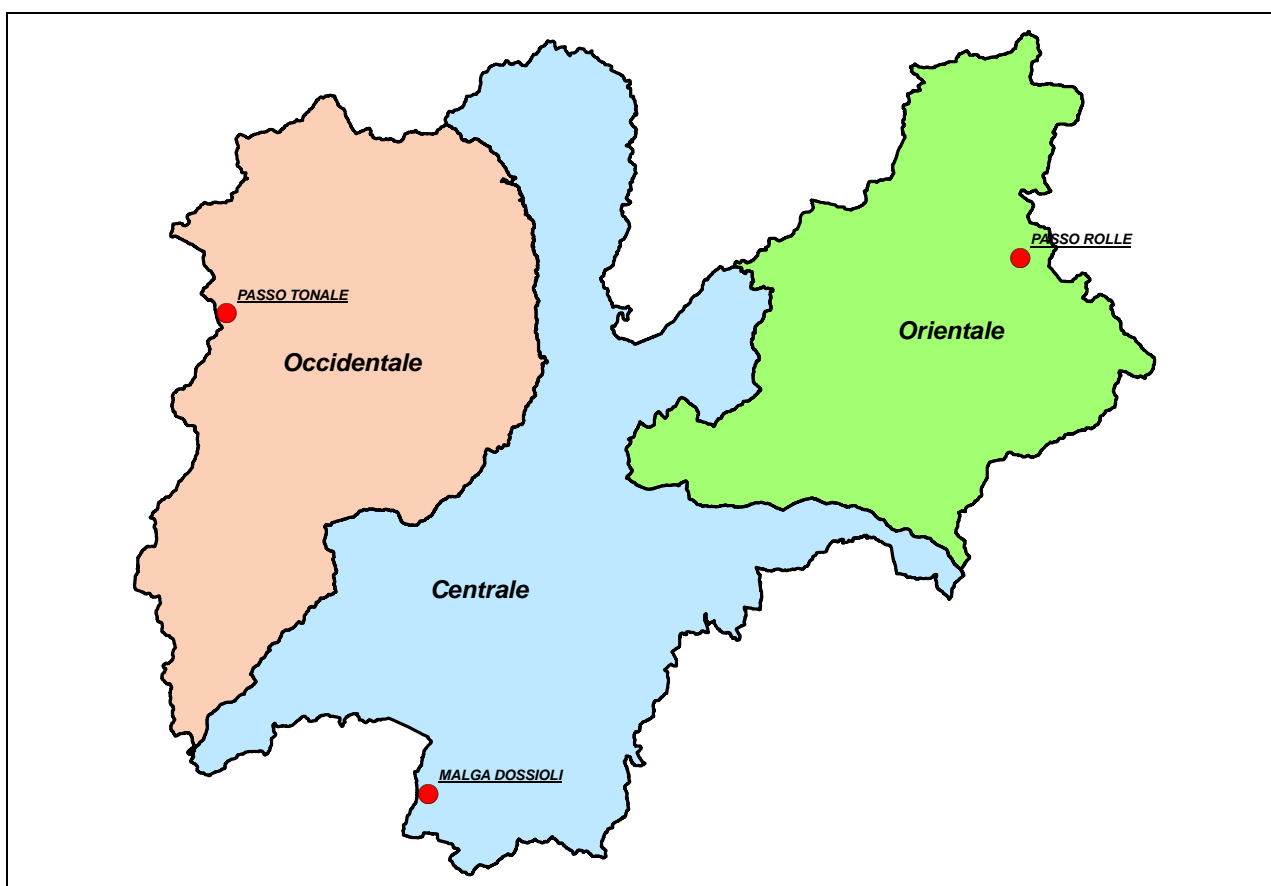 PASSO ROLLE
PASSO TONALE
Orientale
Occidentale
Centrale
MALGA DOSSIOLI